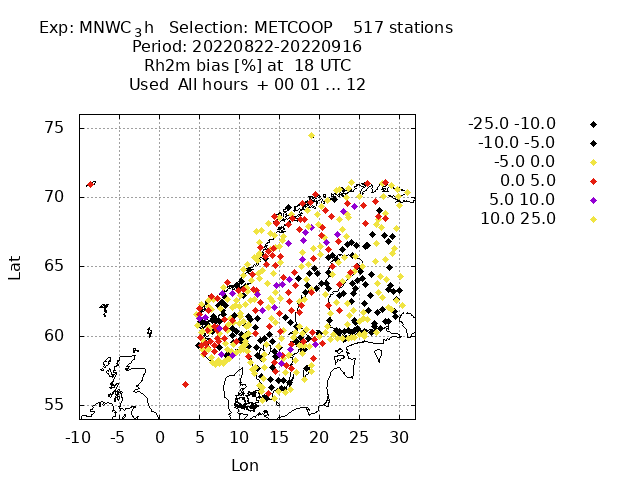 Exp: MNWC3h   Selection: METCOOP    517 stations
Period: 20220822-20220916
Rh2m bias [%] at  18 UTC
Used  All hours  + 00 01 ... 12
-25.0 -10.0
-10.0 -5.0
-5.0 0.0
0.0 5.0
5.0 10.0
10.0 25.0
75
70
65
60
55
Lat
-10 -5 0 5 10 15 20 25 30
Lon